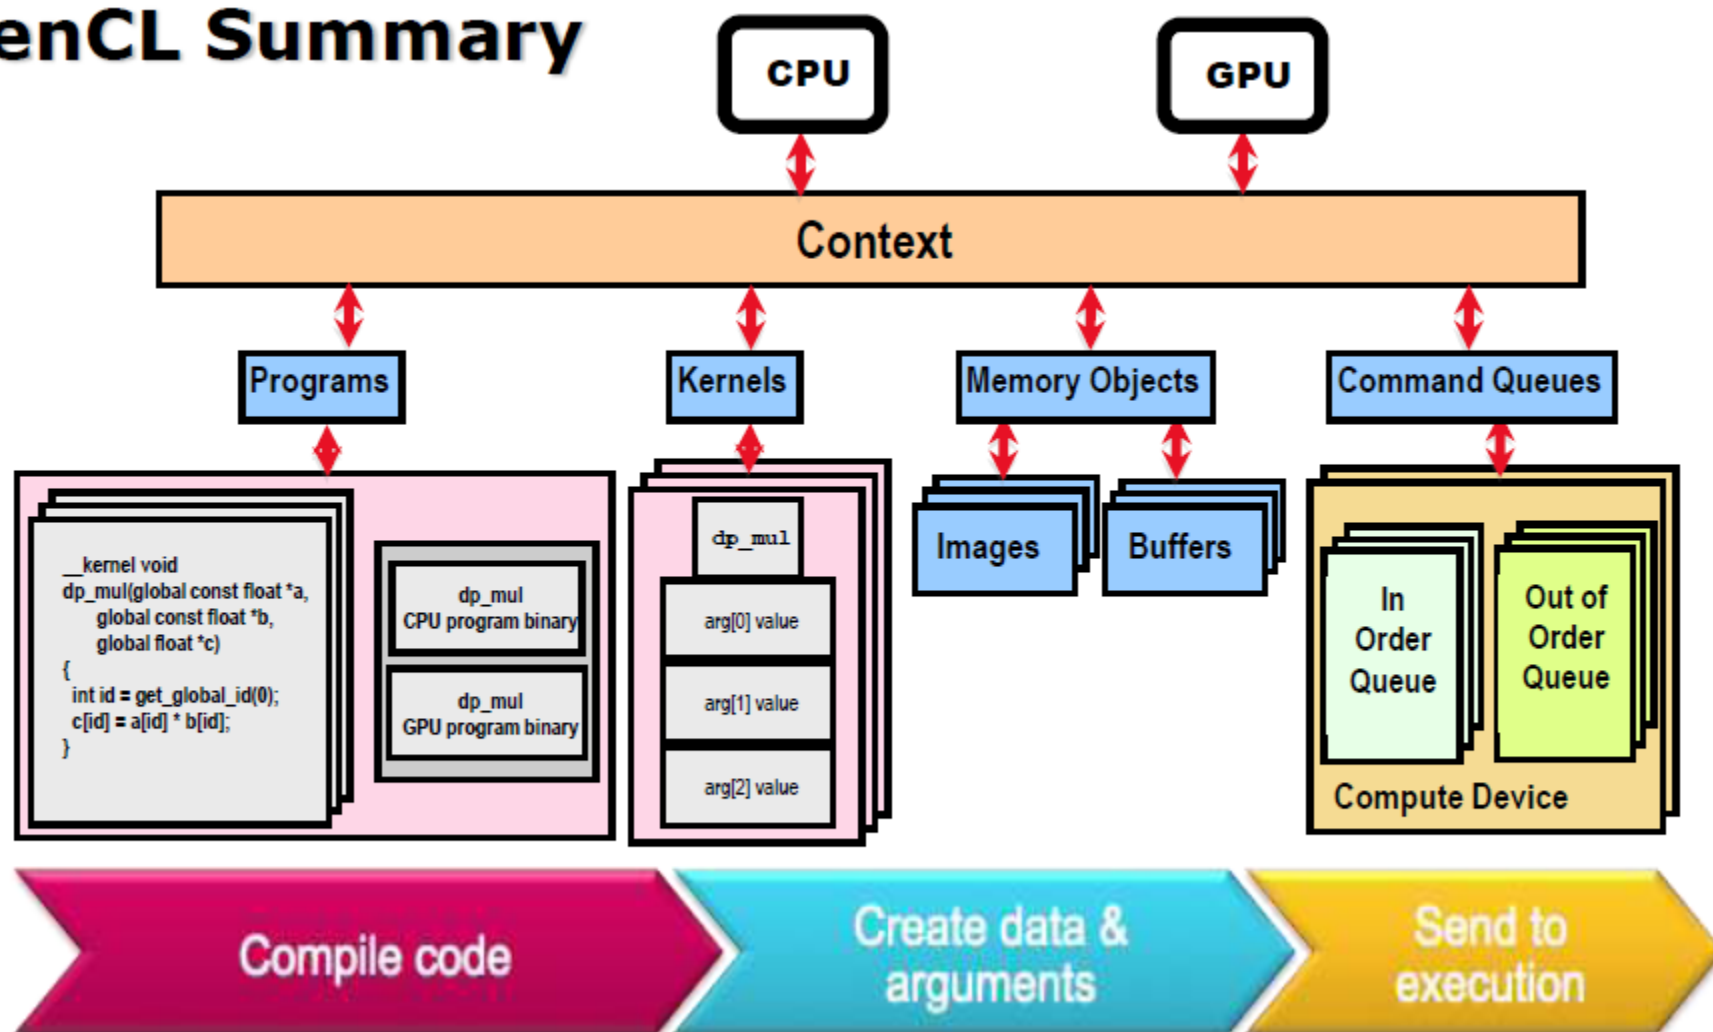 enCL Summary
CPU
GPU
Context
Programs
Kernels
Memory Objects
Command Queues
__kernel void
dp_mul(global const float *a,
global const float *b,
global float *c)
{
int id = get_global_id(0);
c[id] = a[id] * b[id];
}
dp_mul
CPU program binary
dp_mul
GPU program binary
dp_mul
arg[0] value
arg[1] value
arg[2] value
Images
Buffers
In
Order
Queue
Out of
Order
Queue
Compute Device
Compile code
Create data &
arguments
Send to
execution